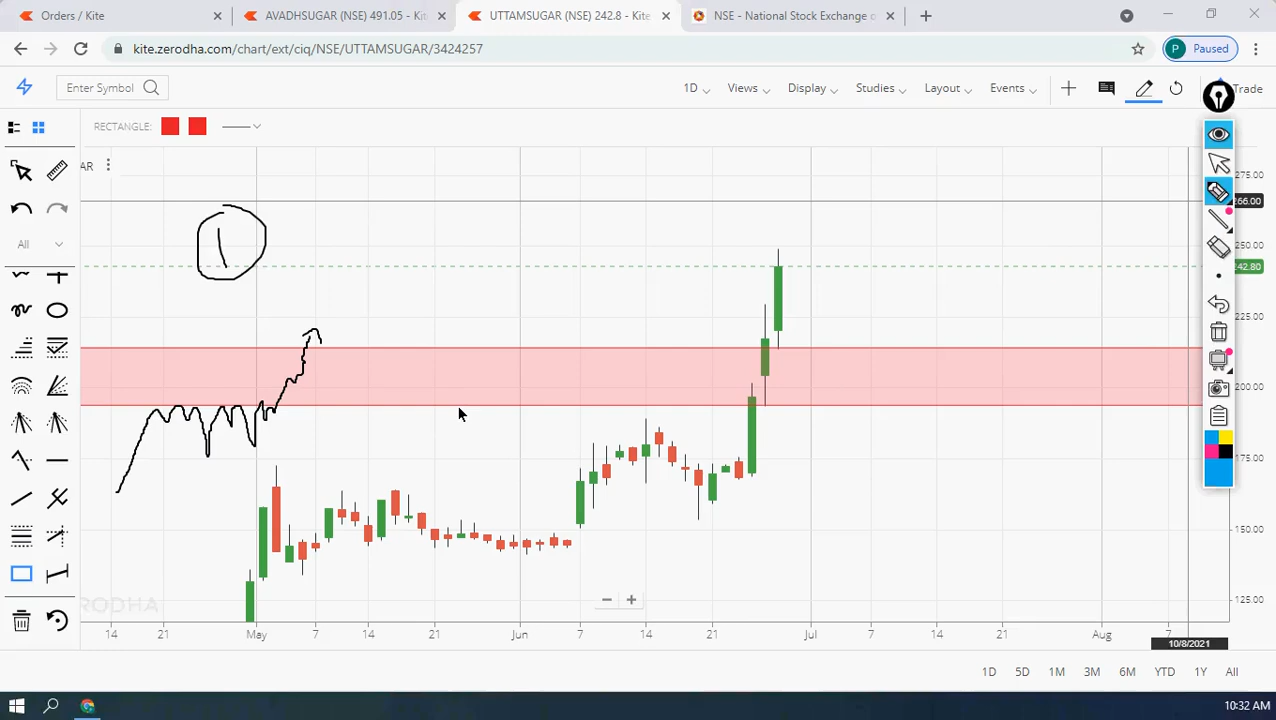 Orders / Kite
AVADHSUGAR (NSE) 491.05 - Kit
UTTAMSUGAR (NSE) 242.8 - Kite
NSE - National Stock Exchange o
kite.zerodha.com/chart/ext/ciq/NSE/UTTAMSUGAR/3424257
P Paused
Enter Symbol
1D Views Display Studies Layout Events Trade
RECTANGLE:
AR
275.00
266.00
1
250.00
All
242.80
225.00
200.00
175.00
150.00
125.00
RODHA
14 21 May 7 14 21 Jun 7 14 21 Jul 7 14 21 Aug 7
10/8/2021
1D 5D 1M 3M 6M YTD 1Y All
10:32 AM